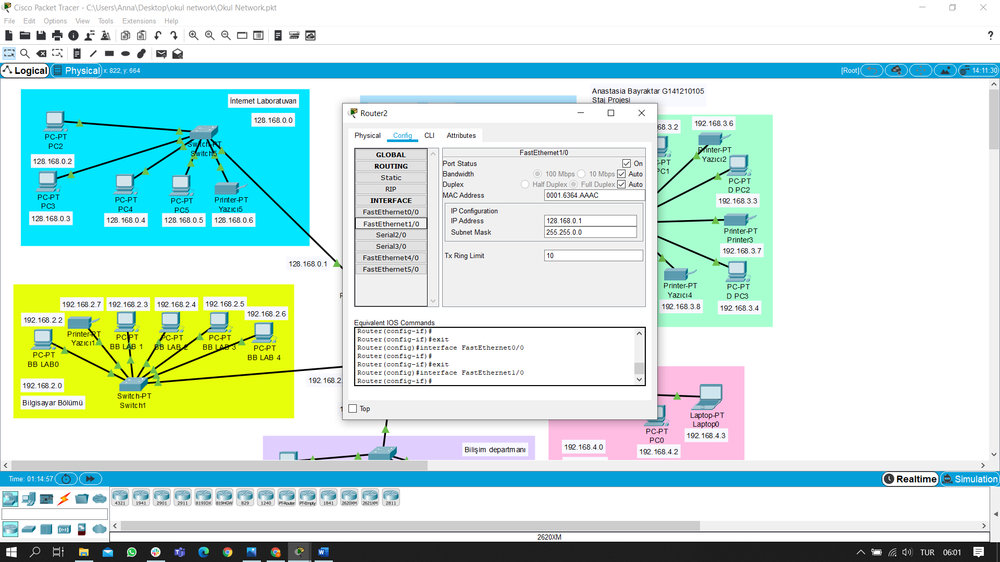 Cisco Packet Tracer - C:\Users\Anna\Desktop\okul network\Okul Network.pkt
File Edit Options View Tools Extensions Help
Logical
Physical
x: 822, y: 664
[Root]
14:11:30
İnternet Laboratuvarı
128.168.0.0
PC-PT
PC2
128.168.0.2
Switch-PT
Switch5
PC-PT
PC3
128.168.0.3
PC-PT
PC4
128.168.0.4
PC-PT
PC5
128.168.0.5
Printer-PT
Yazıcı5
128.168.0.6
128.168.0.1
192.168.2.7
192.168.2.3
192.168.2.4
192.168.2.5
192.168.2.6
192.168.2.2
Printer-PT
Yazıcı1
PC-PT
BB LAB 1
PC-PT
BB LAB 2
PC-PT
BB LAB 3
PC-PT
BB LAB 4
PC-PT
BB LAB0
192.168.2.0
Bilgisayar Bölümü
Switch-PT
Switch1
192.168.2.
Anastasia Bayraktar G141210105
Staj Projesi
Router2
Physical Config CLI Attributes
GLOBAL
ROUTING
Static
RIP
INTERFACE
FastEthernet0/0
FastEthernet1/0
Serial2/0
Serial3/0
FastEthernet4/0
FastEthernet5/0
FastEthernet1/0
Port Status On
Bandwidth 100 Mbps 10 Mbps Auto
Duplex Half Duplex Full Duplex Auto
MAC Address 0001.6364.AAAC
IP Configuration
IP Address 128.168.0.1
Subnet Mask 255.255.0.0
Tx Ring Limit 10
Equivalent IOS Commands
Router(config-if)#
Router(config-if)#exit
Router(config)#interface FastEthernet0/0
Router(config-if)#
Router(config-if)#exit
Router(config)#interface FastEthernet1/0
Router(config-if)#
Top
68.3.2
192.168.3.6
Printer-PT
Yazıcı2
C-PT
PC1
PC-PT
D PC2
192.168.3.3
Printer-PT
Printer3
192.168.3.7
Printer-PT
Yazıcı4
192.168.3.8
PC-PT
D PC3
192.168.3.4
Laptop-PT
Laptop0
192.168.4.3
PC-PT
PC0
192.168.4.2
192.168.4.0
Bilişim departmanı
Time: 01:14:57
Realtime
Simulation
4321 1941 2901 2911 819IOX 819HGW 829 1240 PT-Router PT-Empty 1841 2620XM 2621XM 2811
2620XM
TUR 06:01